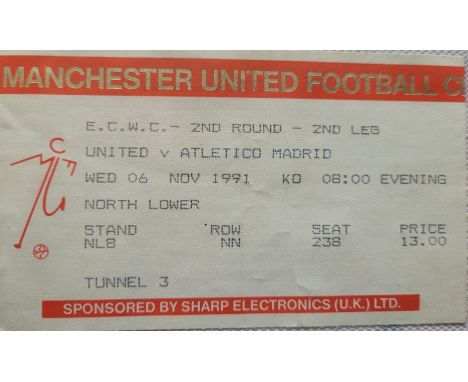 MANCHESTER UNITED FOOTBALL C
E.C.W.C.- 2ND ROUND - 2ND LEG
UNITED v ATLETICO MADRID
WED 06 NOV 1991 KO 08:00 EVENING
NORTH LOWER
STAND ROW SEAT PRICE
NLB NN 238 13.00
TUNNEL 3
SPONSORED BY SHARP ELECTRONICS (U.K.) LTD.